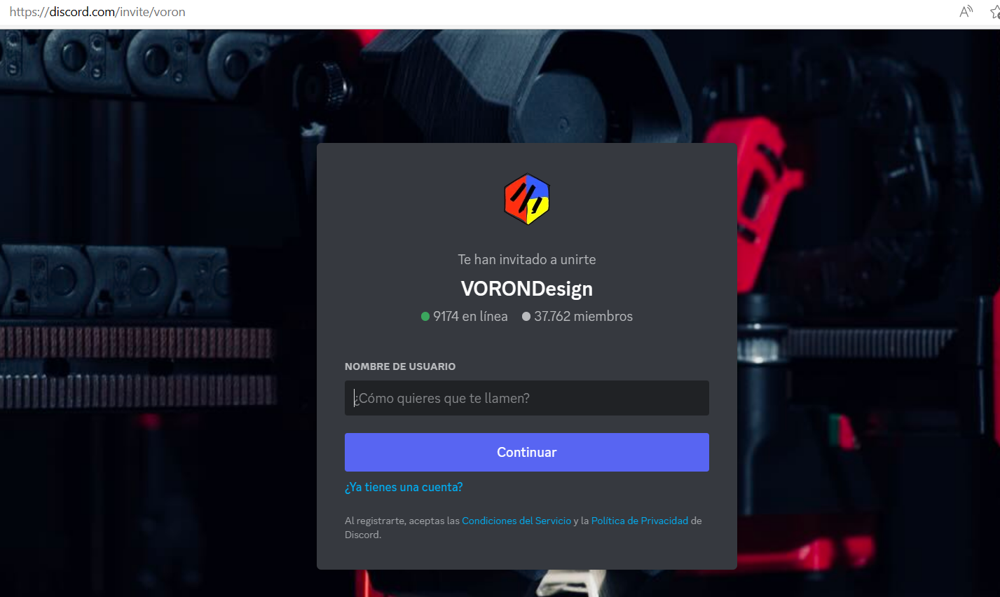 https://discord.com/invite/voron
Te han invitado a unirte
VORONDesign
9174 en línea 37.762 miembros
NOMBRE DE USUARIO
¿Cómo quieres que te llamen?
Continuar
¿Ya tienes una cuenta?
Al registrarte, aceptas las Condiciones del Servicio y la Política de Privacidad de
Discord.